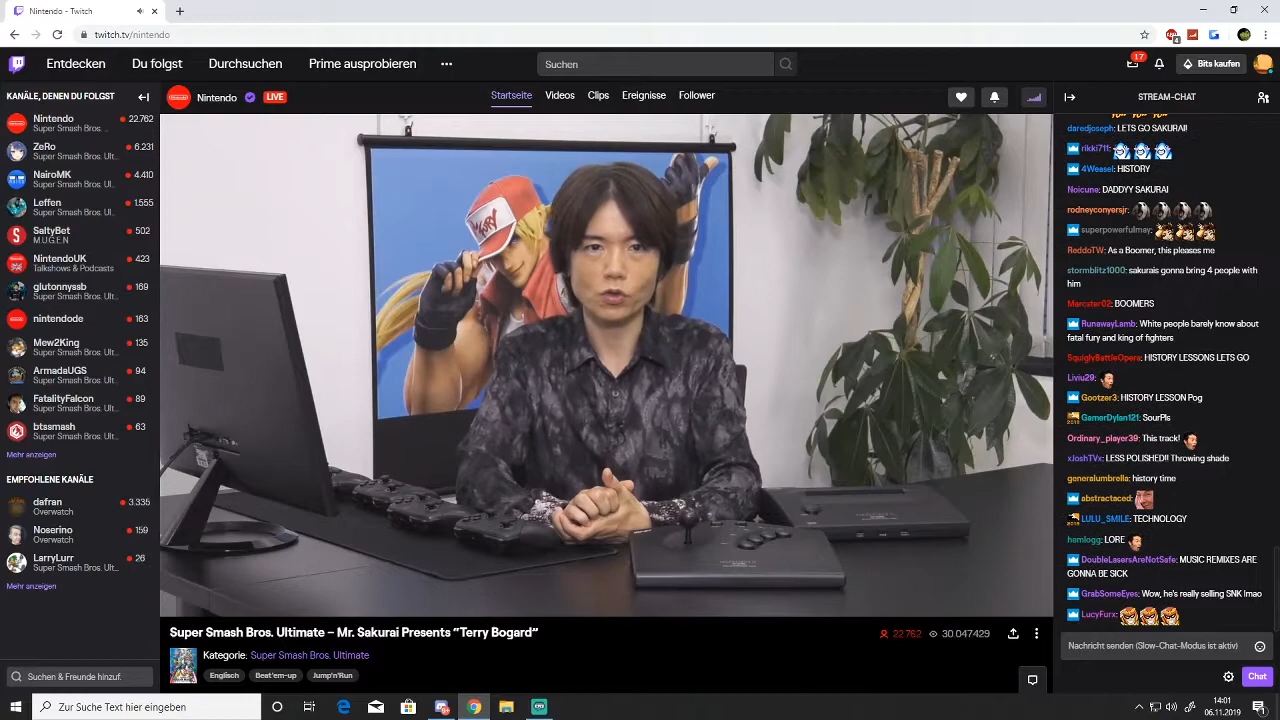 Nintendo - Twitch
twitch.tv/nintendo
Entdecken Du folgst Durchsuchen Prime ausprobieren
Suchen
17
Bits kaufen
KANÄLE, DENEN DU FOLGST
Nintendo 22.762
Super Smash Bros. ...
ZeRo 6.231
Super Smash Bros. Ult...
NairoMK 4.410
Super Smash Bros. Ul...
Leffen 1.555
Super Smash Bros. Ul...
SaltyBet 502
M.U.G.E.N
NintendoUK 423
Talkshows & Podcasts
glutonnyssb 169
Super Smash Bros. Ult...
nintendode 163
Mew2King 135
Super Smash Bros. Ult...
ArmadaUGS 94
Super Smash Bros. Ult...
FatalityFalcon 89
Super Smash Bros. Ult...
btssmash 63
Super Smash Bros. Ult...
Mehr anzeigen
EMPFOHLENE KANÄLE
dafran 3.335
Overwatch
Noserino 159
Overwatch
LarryLurr 26
Super Smash Bros. Ult...
Mehr anzeigen
Suchen & Freunde hinzuf.
Nintendo LIVE
Startseite Videos Clips Ereignisse Follower
Super Smash Bros. Ultimate – Mr. Sakurai Presents "Terry Bogard"
22.762 30.047.429
Kategorie: Super Smash Bros. Ultimate
Englisch Beat'em-up Jump'n'Run
STREAM-CHAT
daredjoseph: LETS GO SAKURAI!
rikki711:
4Weasel: HISTORY
Noicune: DADDYY SAKURAI
rodneyconyersjr:
superpowerfulmay:
ReddoTW: As a Boomer, this pleases me
stormblitz1000: sakurais gonna bring 4 people with
him
Marcxter02: BOOMERS
RunawayLamb: White people barely know about
fatal fury and king of fighters
SquiglyBattleOpera: HISTORY LESSONS LETS GO
Liviu29:
Gootzer3: HISTORY LESSON Pog
GamerDylan121: SourPls
Ordinary_player39: This track!
xJoshTVx: LESS POLISHED!! Throwing shade
generalumbrella: history time
abstractaced:
LULU_SMILE: TECHNOLOGY
hemlogg: LORE
DoubleLasersAreNotSafe: MUSIC REMIXES ARE
GONNA BE SICK
GrabSomeEyes: Wow, he's really selling SNK lmao
LucyFurx:
Nachricht senden (Slow-Chat-Modus ist aktiv)
Chat
Zur Suche Text hier eingeben
14:01
06.11.2019